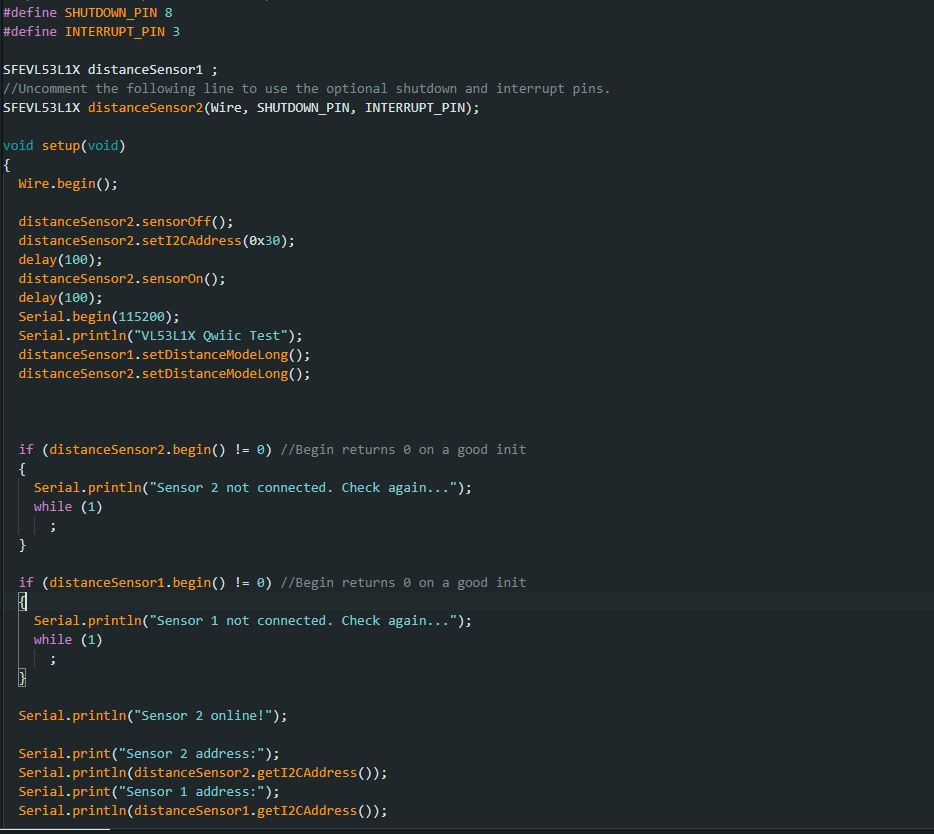 #define SHUTDOWN_PIN 8
#define INTERRUPT_PIN 3
SFEVL53L1X distanceSensor1 ;
//Uncomment the following line to use the optional shutdown and interrupt pins.
SFEVL53L1X distanceSensor2(Wire, SHUTDOWN_PIN, INTERRUPT_PIN);
void setup(void)
{
Wire.begin();
distanceSensor2.sensorOff();
distanceSensor2.setI2CAddress(0x30);
delay(100);
distanceSensor2.sensorOn();
delay(100);
Serial.begin(115200);
Serial.println("VL53L1X Qwiic Test");
distanceSensor1.setDistanceModeLong();
distanceSensor2.setDistanceModeLong();
if (distanceSensor2.begin() != 0) //Begin returns 0 on a good init
{
Serial.println("Sensor 2 not connected. Check again...");
while (1)
;
}
if (distanceSensor1.begin() != 0) //Begin returns 0 on a good init
{
Serial.println("Sensor 1 not connected. Check again...");
while (1)
;
}
Serial.println("Sensor 2 online!");
Serial.print("Sensor 2 address:");
Serial.println(distanceSensor2.getI2CAddress());
Serial.print("Sensor 1 address:");
Serial.println(distanceSensor1.getI2CAddress());